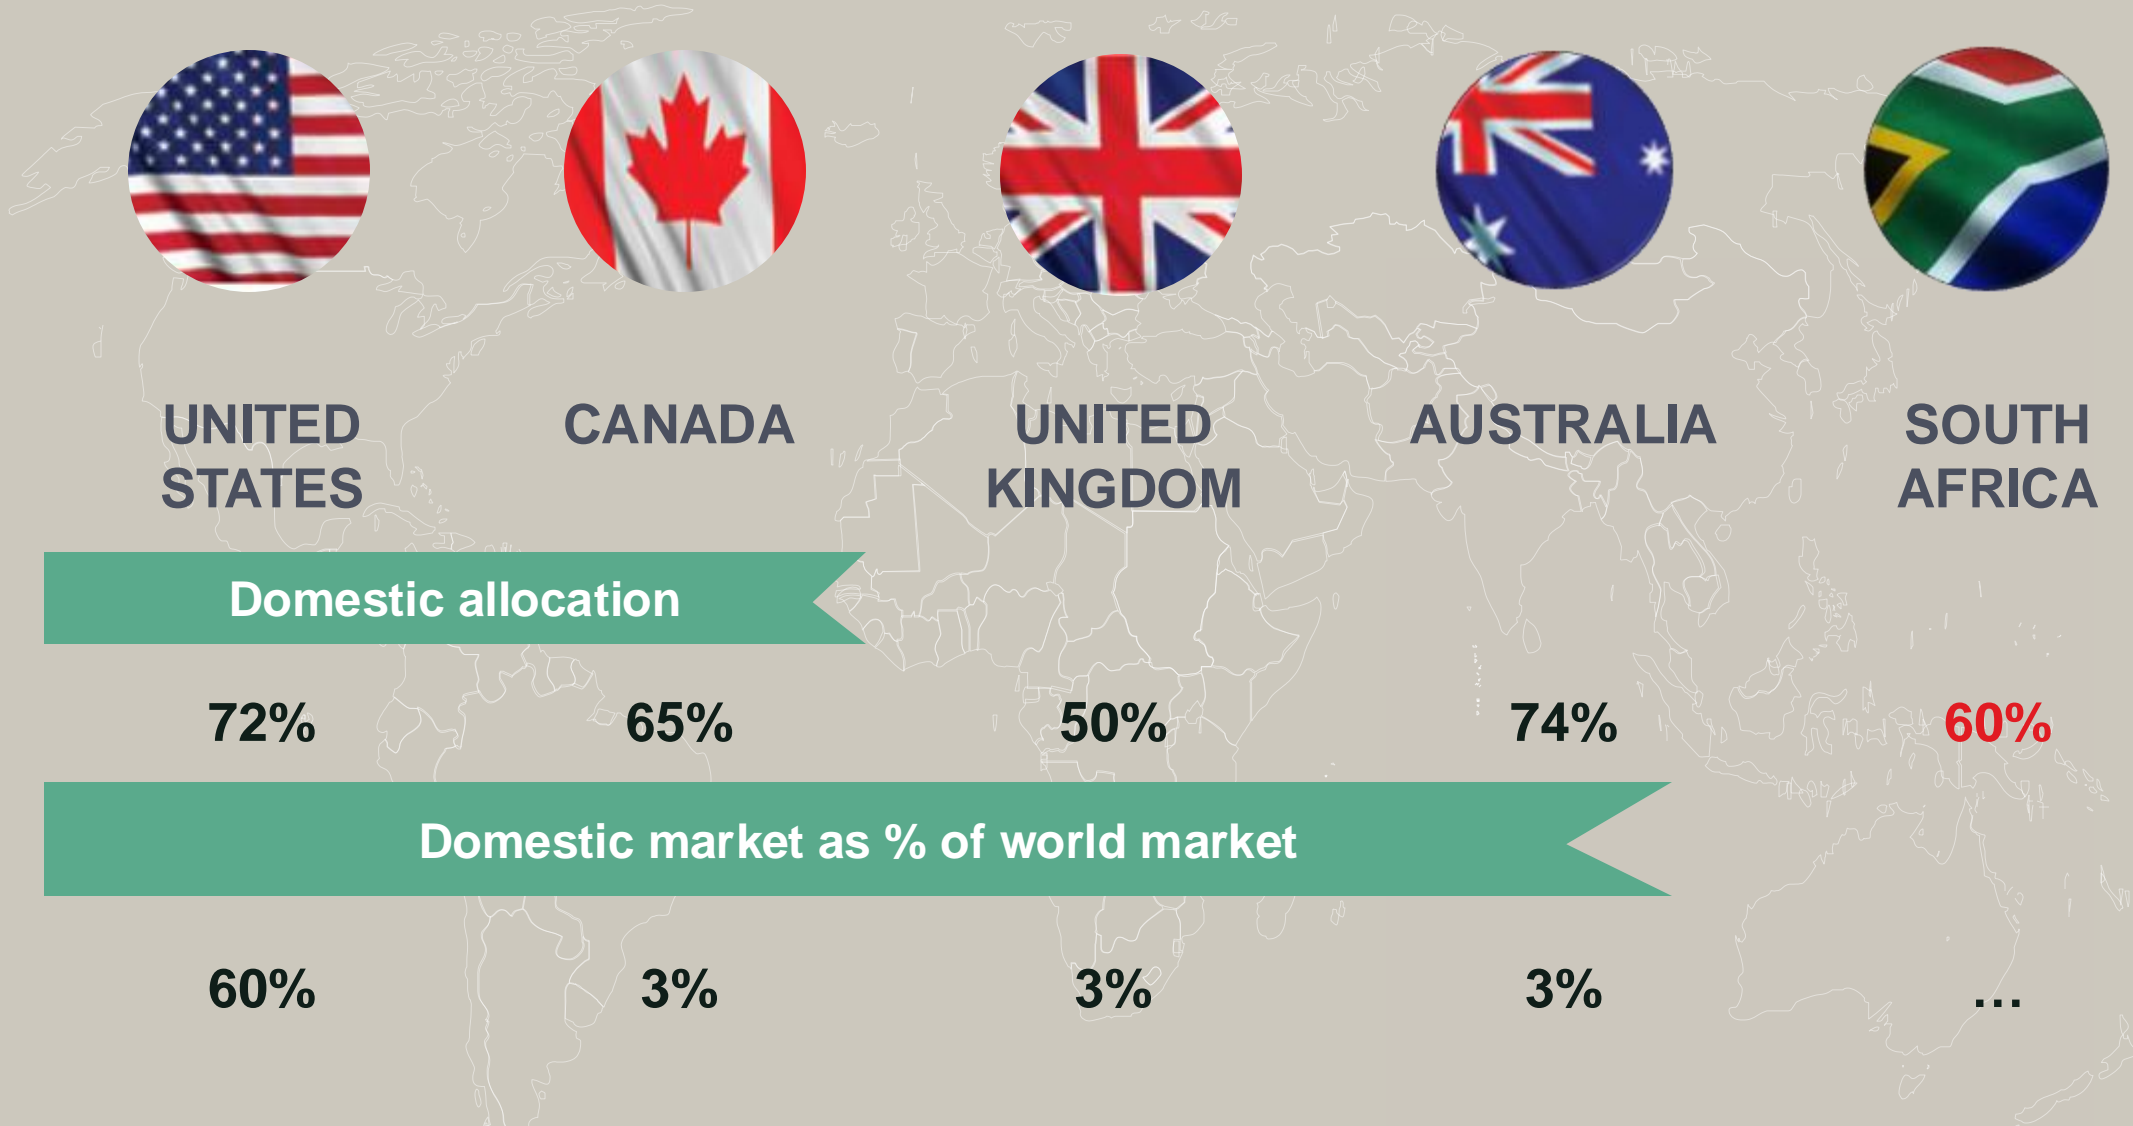 UNITED
STATES
CANADA
UNITED
KINGDOM
AUSTRALIA
SOUTH
AFRICA
Domestic allocation
72% 65% 50% 74% 60%
Domestic market as % of world market
60% 3% 3% 3% …